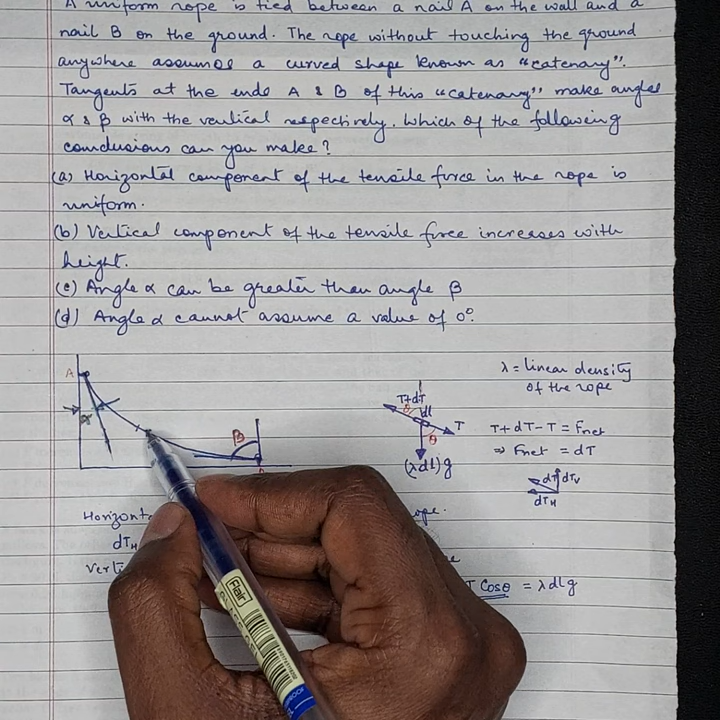 A uniform rope is tied between a nail A on the wall and a
nail B on the ground. The rope without touching the ground
anywhere assumes a curved shape known as "catenary".
Tangents at the ends A & B of this "catenary" make angles
α & β with the vertical respectively. Which of the following
conclusions can you make?
(a) Horizontal component of the tensile force in the rope is
uniform.
(b) Vertical component of the tensile force increases with
height.
(c) Angle α can be greater than angle β
(d) Angle α cannot assume a value of 0°.
A
α
β
T+dT
θ
dl
T
θ
(λdl)g
λ = linear density
of the rope
T+dT-T = Fnet
⇒ Fnet = dT
dT dTV
dTH
Horizont
rope.
dTH
Verti
T Cosθ = λdlg
Flair